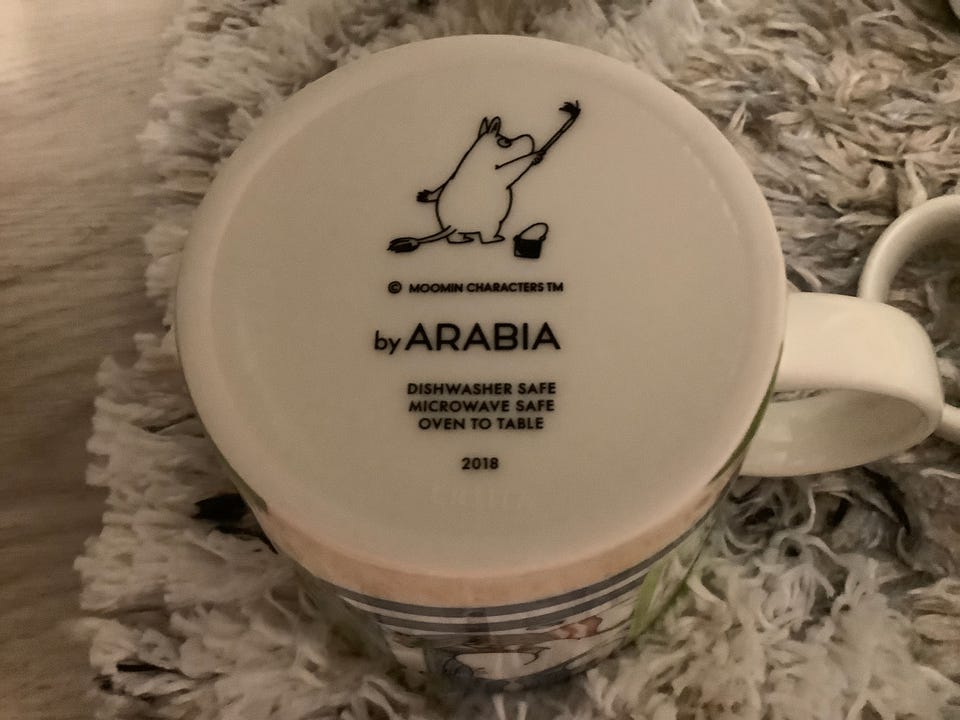 © MOOMIN CHARACTERS TM
by ARABIA
DISHWASHER SAFE
MICROWAVE SAFE
OVEN TO TABLE
2018